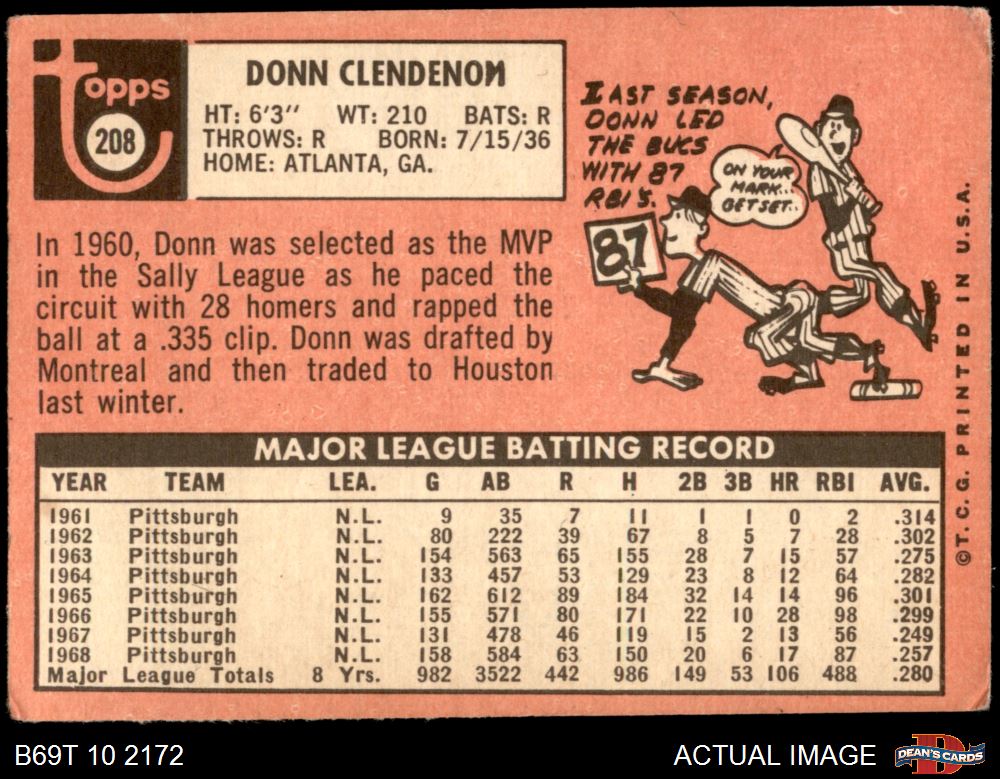 Topps
208
DONN CLENDENON
HT: 6'3" WT: 210 BATS: R
THROWS: R BORN: 7/15/36
HOME: ATLANTA, GA.
LAST SEASON,
DONN LED
THE BUCS
WITH 87
RBI'S.
ON YOUR
MARK...
GET SET..
87
In 1960, Donn was selected as the MVP
in the Sally League as he paced the
circuit with 28 homers and rapped the
ball at a .335 clip. Donn was drafted by
Montreal and then traded to Houston
last winter.
MAJOR LEAGUE BATTING RECORD
YEAR TEAM LEA. G AB R H 2B 3B HR RBI AVG.
1961 Pittsburgh N.L. 9 35 7 11 1 1 0 2 .314
1962 Pittsburgh N.L. 80 222 39 67 8 5 7 28 .302
1963 Pittsburgh N.L. 154 563 65 155 28 7 15 57 .275
1964 Pittsburgh N.L. 133 457 53 129 23 8 12 64 .282
1965 Pittsburgh N.L. 162 612 89 184 32 14 14 96 .301
1966 Pittsburgh N.L. 155 571 80 171 22 10 28 98 .299
1967 Pittsburgh N.L. 131 478 46 119 15 2 13 56 .249
1968 Pittsburgh N.L. 158 584 63 150 20 6 17 87 .257
Major League Totals 8 Yrs. 982 3522 442 986 149 53 106 488 .280
©T.C.G. PRINTED IN U.S.A.
B69T 10 2172 ACTUAL IMAGE
D
DEAN'S CARDS